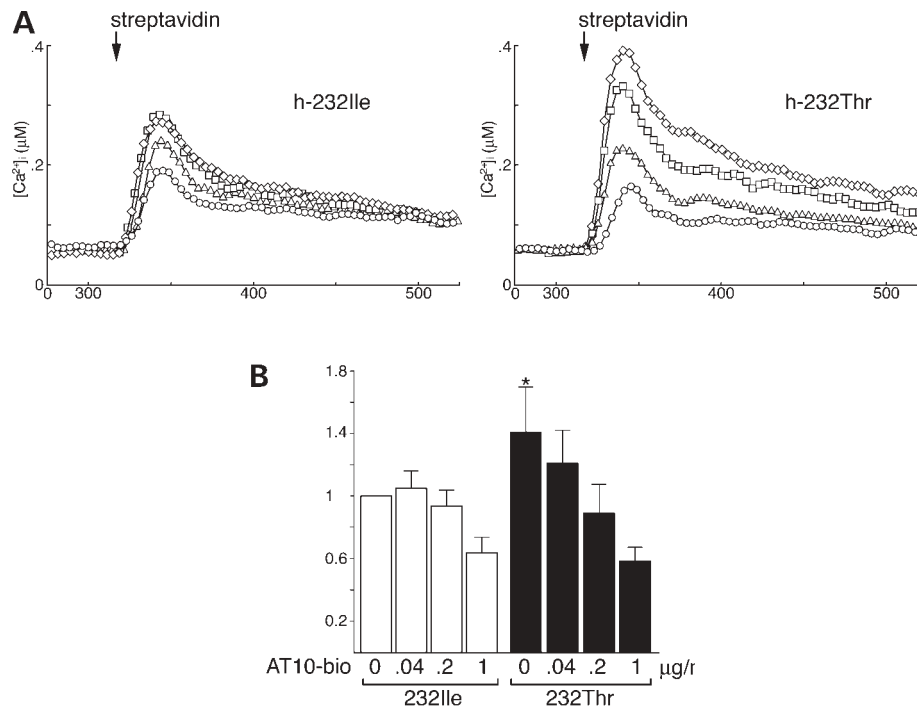 A
streptavidin
streptavidin
.4
.2
0
[Ca²⁺]i (μM)
h-232Ile
0 300 400 500
.4
.2
0
[Ca²⁺]i (μM)
h-232Thr
0 300 400 500
B
1.8
1.4
1
0.6
0.2
*
AT10-bio 0 .04 .2 1 0 .04 .2 1 μg/r
232Ile 232Thr